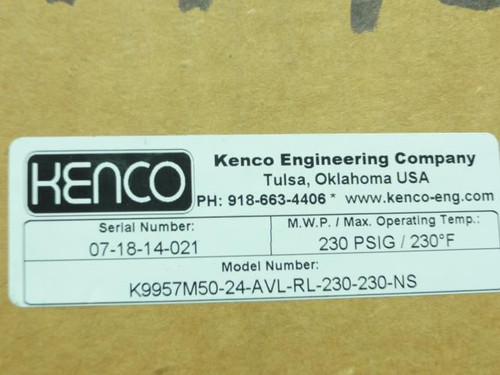 KENCO
Kenco Engineering Company
Tulsa, Oklahoma USA
PH: 918-663-4406 * www.kenco-eng.com
Serial Number:
07-18-14-021
M.W.P. / Max. Operating Temp.:
230 PSIG / 230°F
Model Number:
K9957M50-24-AVL-RL-230-230-NS